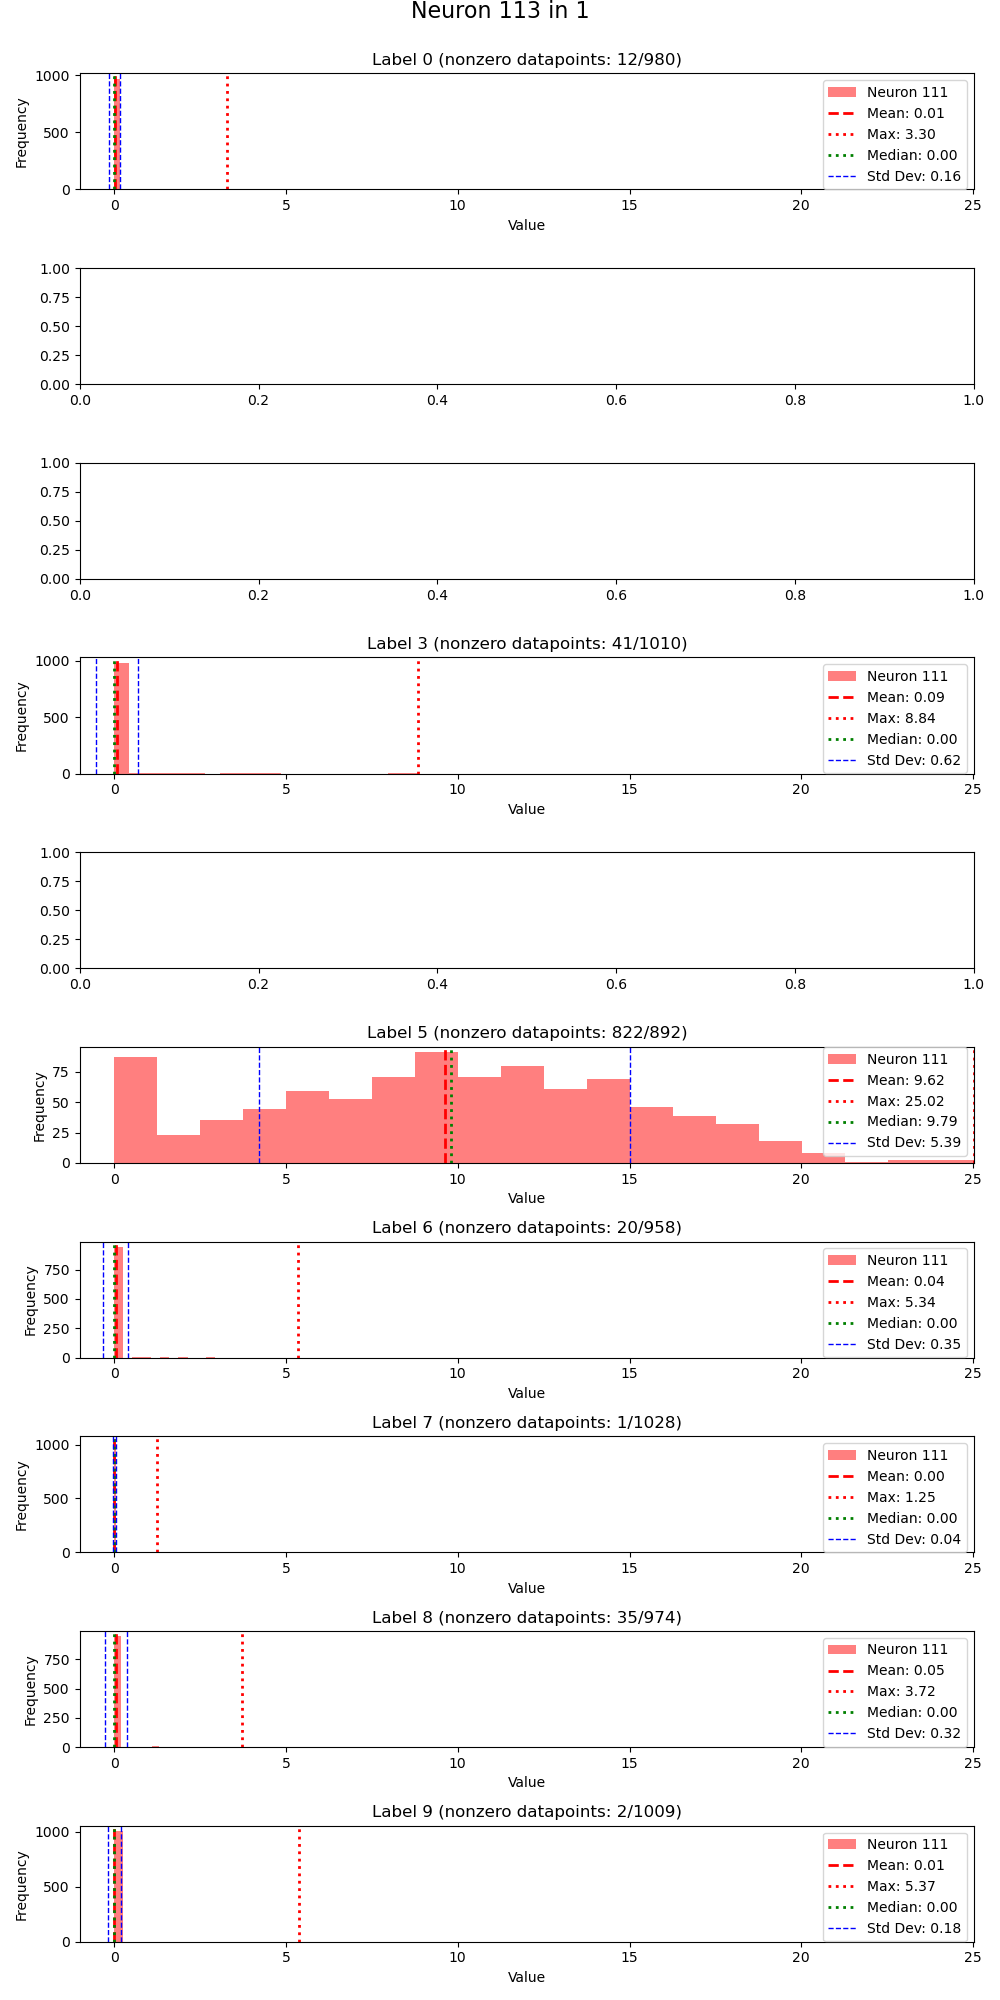 Neuron 113 in 1
Label 0 (nonzero datapoints: 12/980)
Frequency
1000
500
0
Neuron 111
Mean: 0.01
Max: 3.30
Median: 0.00
Std Dev: 0.16
0 5 10 15 20 25
Value
1.00
0.75
0.50
0.25
0.00
0.0 0.2 0.4 0.6 0.8 1.0
1.00
0.75
0.50
0.25
0.00
0.0 0.2 0.4 0.6 0.8 1.0
Label 3 (nonzero datapoints: 41/1010)
Frequency
1000
500
0
Neuron 111
Mean: 0.09
Max: 8.84
Median: 0.00
Std Dev: 0.62
0 5 10 15 20 25
Value
1.00
0.75
0.50
0.25
0.00
0.0 0.2 0.4 0.6 0.8 1.0
Label 5 (nonzero datapoints: 822/892)
Frequency
75
50
25
0
Neuron 111
Mean: 9.62
Max: 25.02
Median: 9.79
Std Dev: 5.39
0 5 10 15 20 25
Value
Label 6 (nonzero datapoints: 20/958)
Frequency
750
500
250
0
Neuron 111
Mean: 0.04
Max: 5.34
Median: 0.00
Std Dev: 0.35
0 5 10 15 20 25
Value
Label 7 (nonzero datapoints: 1/1028)
Frequency
1000
500
0
Neuron 111
Mean: 0.00
Max: 1.25
Median: 0.00
Std Dev: 0.04
0 5 10 15 20 25
Value
Label 8 (nonzero datapoints: 35/974)
Frequency
750
500
250
0
Neuron 111
Mean: 0.05
Max: 3.72
Median: 0.00
Std Dev: 0.32
0 5 10 15 20 25
Value
Label 9 (nonzero datapoints: 2/1009)
Frequency
1000
500
0
Neuron 111
Mean: 0.01
Max: 5.37
Median: 0.00
Std Dev: 0.18
0 5 10 15 20 25
Value